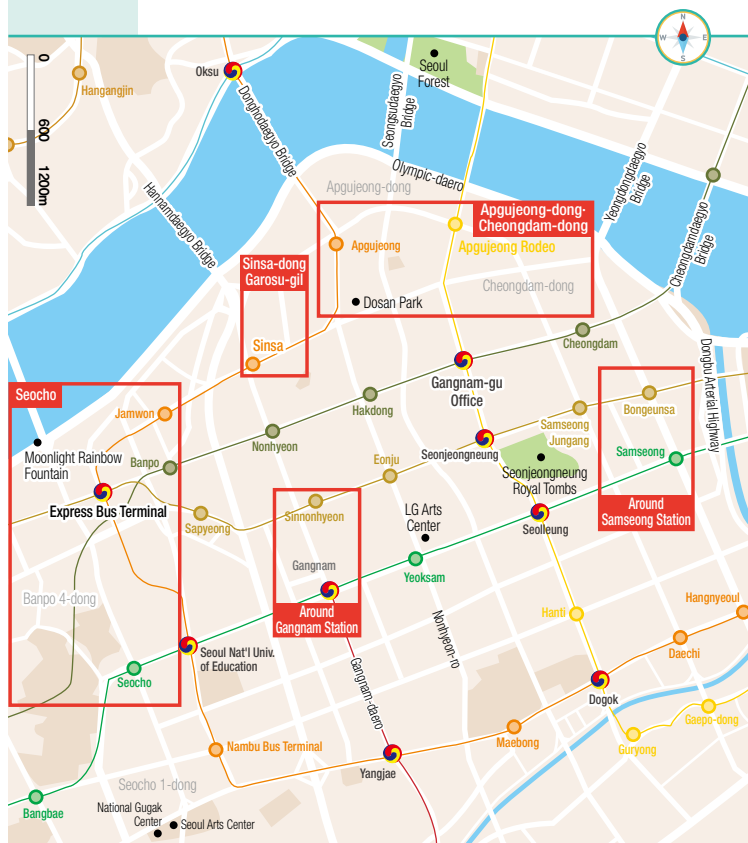 N
W
E
S
0
600
1200m
Hangangjin
Oksu
Seoul
Forest
Donghodaegyo Bridge
Seongsudaegyo
Bridge
Olympic-daero
Hannamdaegyo Bridge
Yeongdongdaegyo
Bridge
Cheongdamdaegyo
Bridge
Apgujeong-dong
Apgujeong-dong·
Cheongdam-dong
Apgujeong
Apgujeong Rodeo
Sinsa-dong
Garosu-gil
Cheongdam-dong
Dosan Park
Sinsa
Cheongdam
Dongbu Arterial Highway
Gangnam-gu
Office
Seocho
Hakdong
Bongeunsa
Jamwon
Samseong
Jungang
Nonhyeon
Seonjeongneung
Moonlight Rainbow
Fountain
Banpo
Eonju
Samseong
Seonjeongneung
Royal Tombs
Express Bus Terminal
Sapyeong
Sinnonhyeon
LG Arts
Center
Around
Samseong Station
Seolleung
Gangnam
Yeoksam
Banpo 4-dong
Around
Gangnam Station
Hanti
Hangnyeoul
Nonhyeon-ro
Daechi
Seoul Nat'l Univ.
of Education
Seocho
Gangnam-daero
Dogok
Gaepo-dong
Nambu Bus Terminal
Maebong
Guryong
Yangjae
Seocho 1-dong
Bangbae
National Gugak
Center
Seoul Arts Center